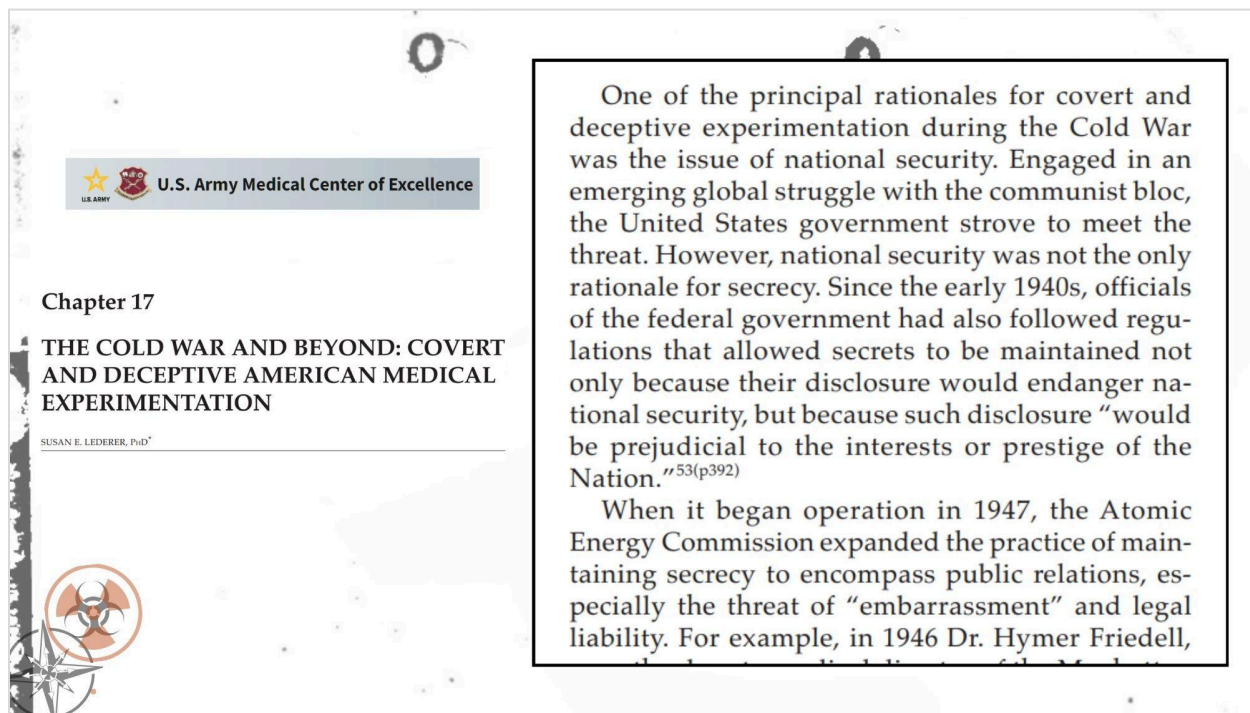 U.S. ARMY
U.S. Army Medical Center of Excellence
Chapter 17
THE COLD WAR AND BEYOND: COVERT
AND DECEPTIVE AMERICAN MEDICAL
EXPERIMENTATION
SUSAN E. LEDERER, PhD*
One of the principal rationales for covert and
deceptive experimentation during the Cold War
was the issue of national security. Engaged in an
emerging global struggle with the communist bloc,
the United States government strove to meet the
threat. However, national security was not the only
rationale for secrecy. Since the early 1940s, officials
of the federal government had also followed regu-
lations that allowed secrets to be maintained not
only because their disclosure would endanger na-
tional security, but because such disclosure “would
be prejudicial to the interests or prestige of the
Nation.”53(p392)
When it began operation in 1947, the Atomic
Energy Commission expanded the practice of main-
taining secrecy to encompass public relations, es-
pecially the threat of “embarrassment” and legal
liability. For example, in 1946 Dr. Hymer Friedell,